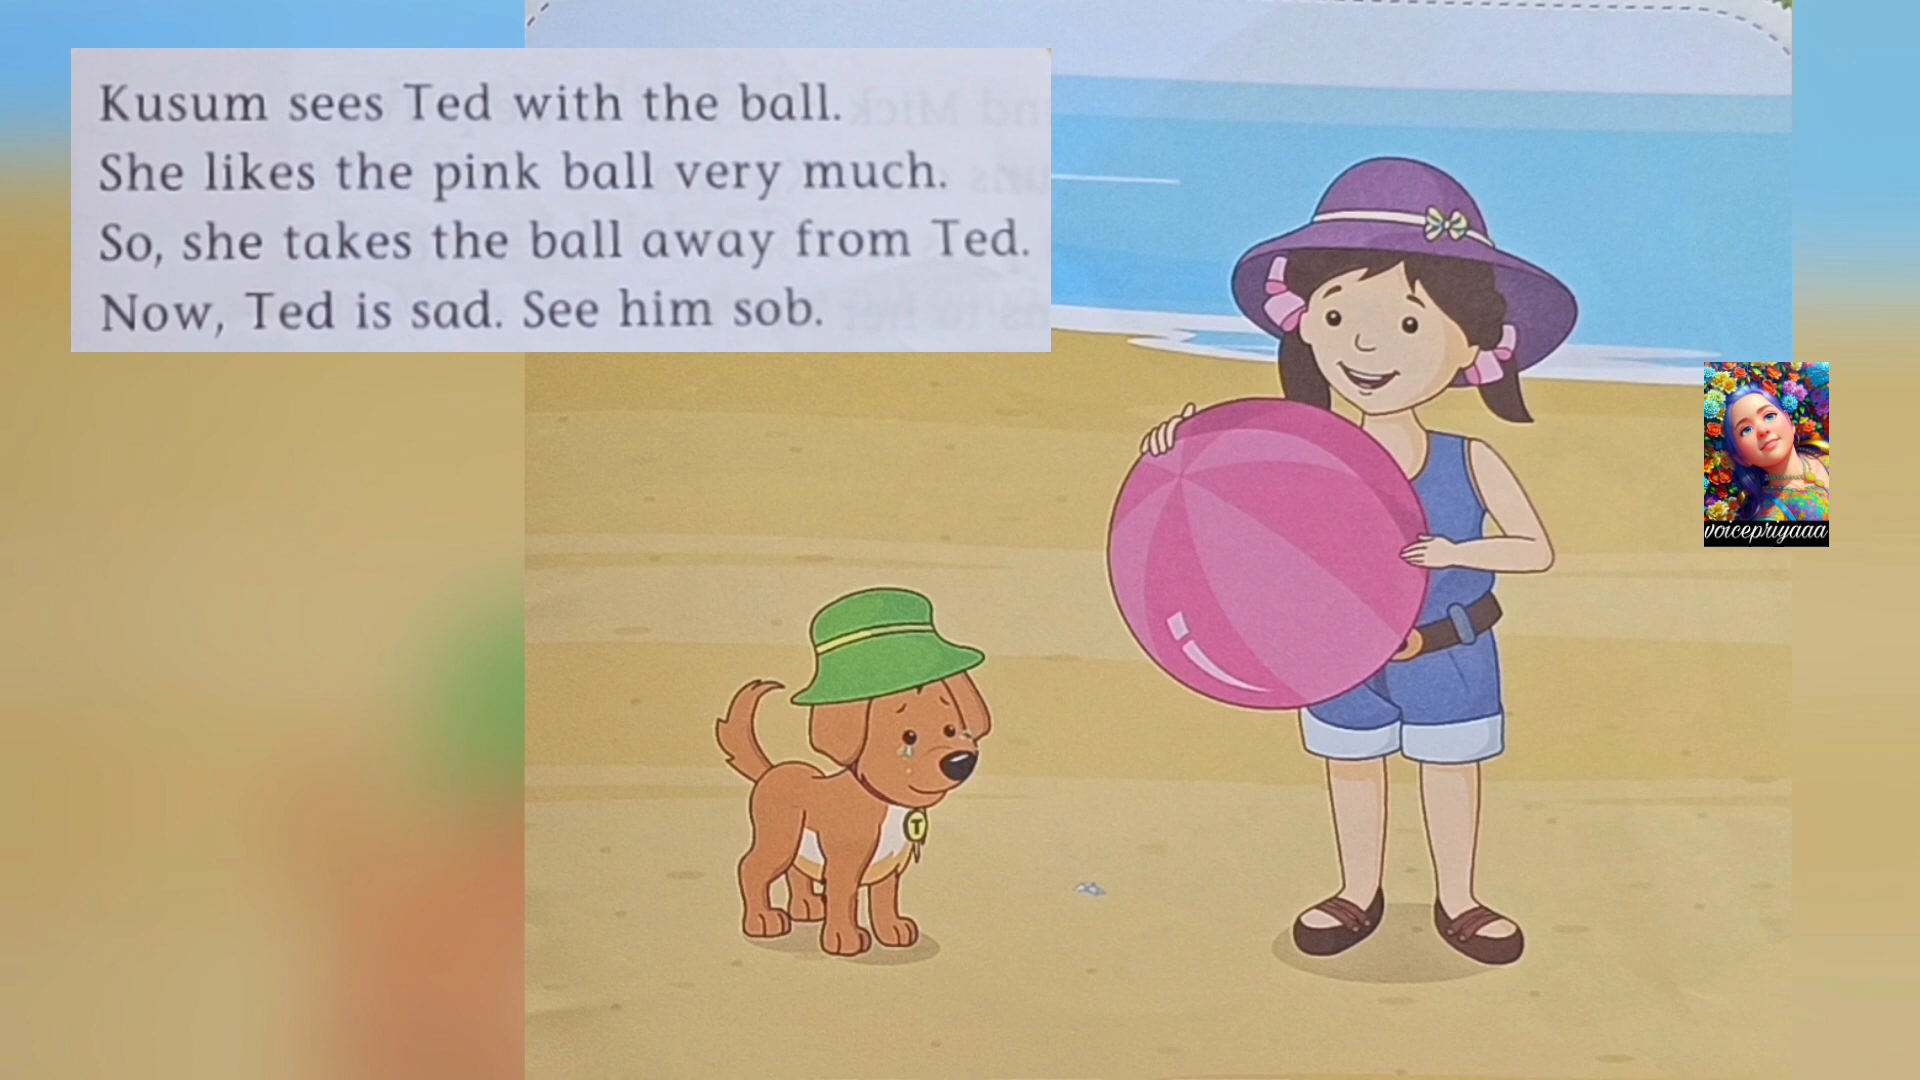 Kusum sees Ted with the ball.
She likes the pink ball very much.
So, she takes the ball away from Ted.
Now, Ted is sad. See him sob.
T
voicepriyaaa